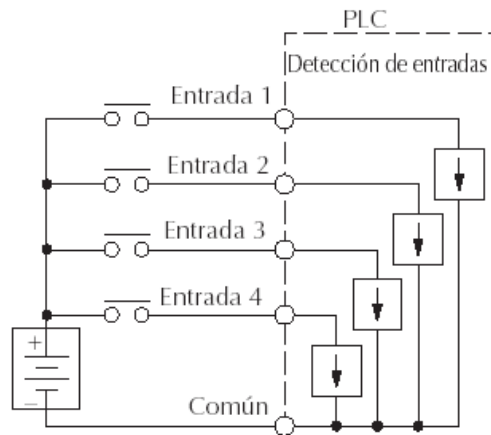 PLC
Detección de entradas
Entrada 1
Entrada 2
Entrada 3
Entrada 4
+
–
Común